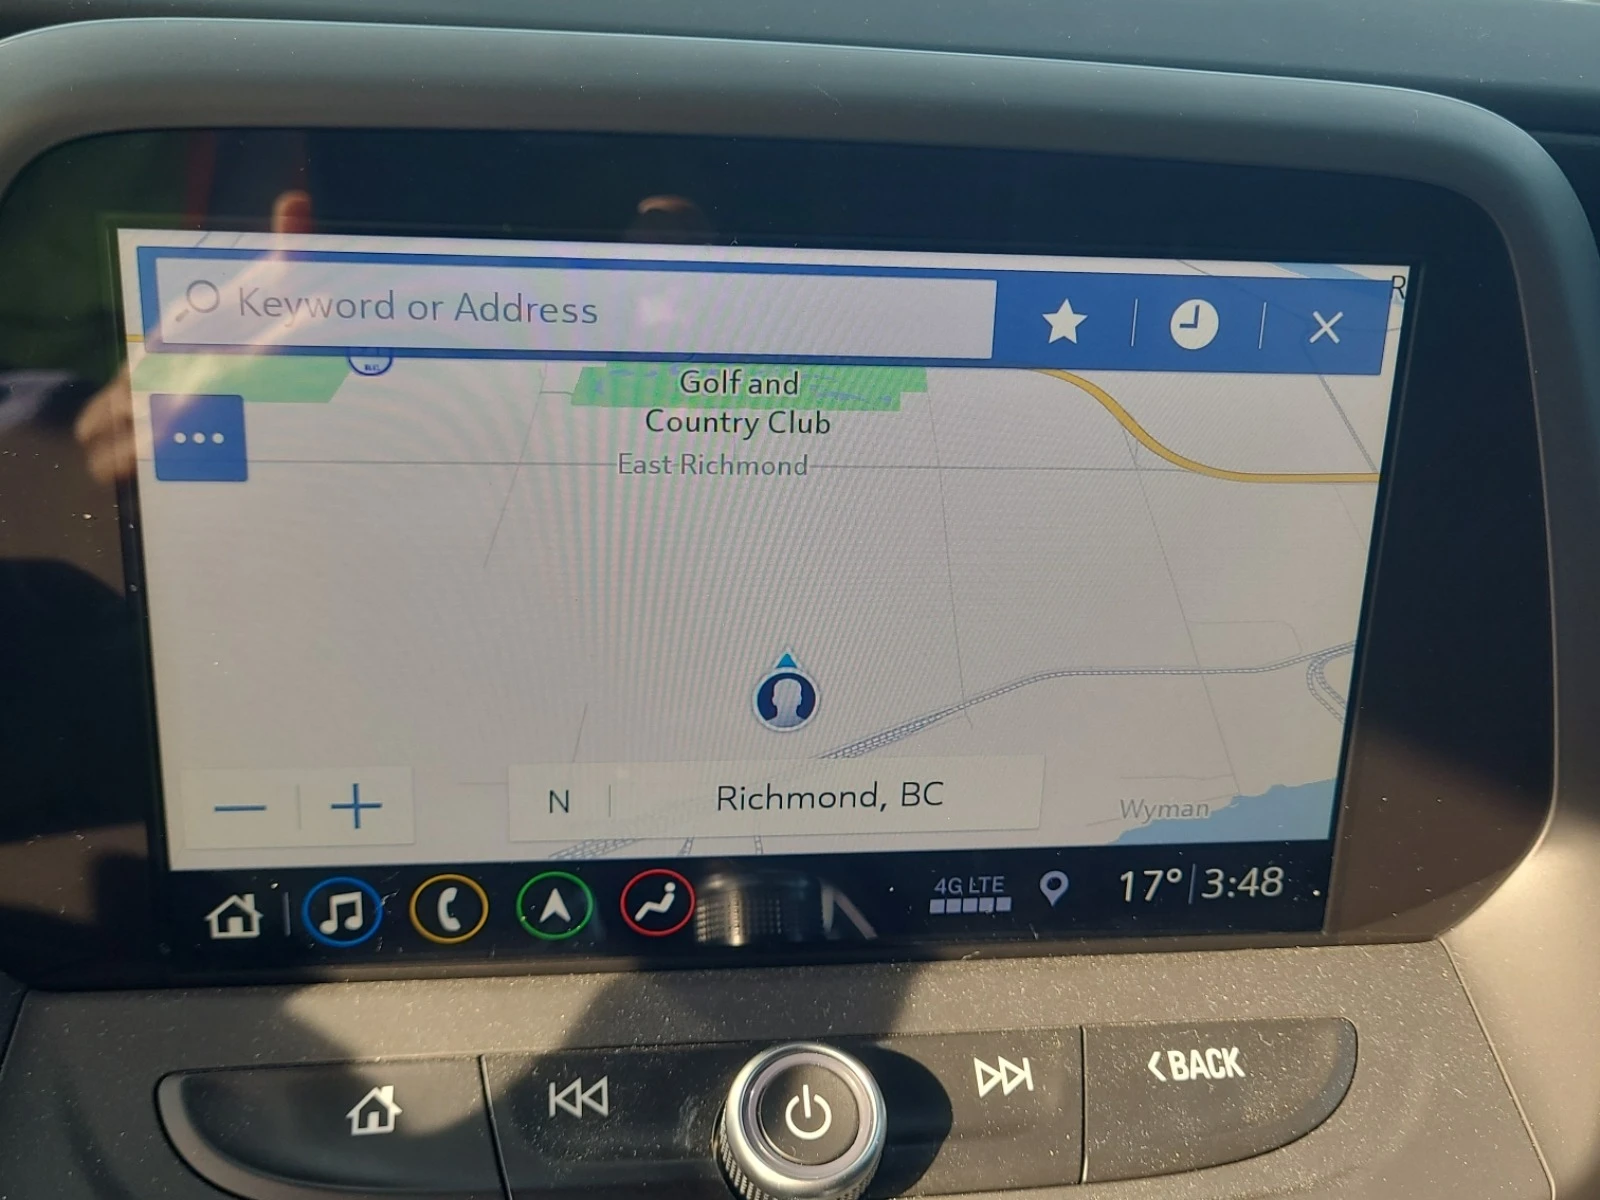 R
Keyword or Address
Golf and
Country Club
East Richmond
N
Richmond, BC
Wyman
4G LTE
17° 3:48
<BACK